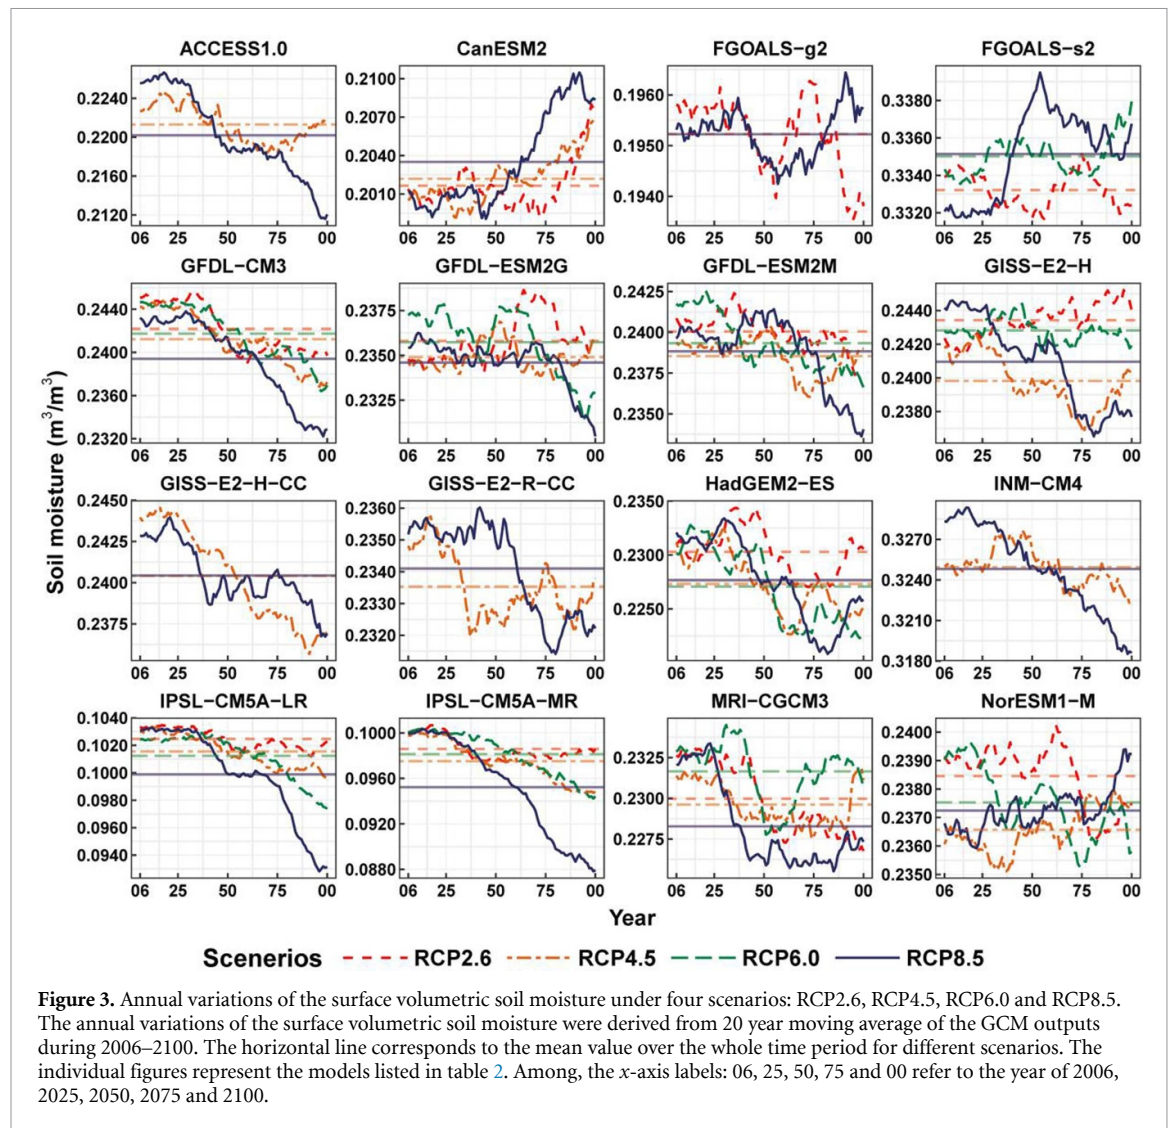 ACCESS1.0 CanESM2 FGOALS−g2 FGOALS−s2
0.2240
0.2200
0.2160
0.2120
06 25 50 75 00
0.2100
0.2070
0.2040
0.2010
06 25 50 75 00
0.1960
0.1950
0.1940
06 25 50 75 00
0.3380
0.3360
0.3340
0.3320
06 25 50 75 00
GFDL−CM3 GFDL−ESM2G GFDL−ESM2M GISS−E2−H
0.2440
0.2400
0.2360
0.2320
06 25 50 75 00
0.2375
0.2350
0.2325
06 25 50 75 00
0.2425
0.2400
0.2375
0.2350
06 25 50 75 00
0.2440
0.2420
0.2400
0.2380
06 25 50 75 00
Soil moisture (m3/m3)
GISS−E2−H−CC GISS−E2−R−CC HadGEM2−ES INM−CM4
0.2450
0.2425
0.2400
0.2375
06 25 50 75 00
0.2360
0.2350
0.2340
0.2330
0.2320
06 25 50 75 00
0.2350
0.2300
0.2250
06 25 50 75 00
0.3270
0.3240
0.3210
0.3180
06 25 50 75 00
IPSL−CM5A−LR IPSL−CM5A−MR MRI−CGCM3 NorESM1−M
0.1040
0.1020
0.1000
0.0980
0.0960
0.0940
06 25 50 75 00
0.1000
0.0960
0.0920
0.0880
06 25 50 75 00
0.2325
0.2300
0.2275
06 25 50 75 00
0.2400
0.2390
0.2380
0.2370
0.2360
0.2350
06 25 50 75 00
Year
Scenerios RCP2.6 RCP4.5 RCP6.0 RCP8.5
Figure 3. Annual variations of the surface volumetric soil moisture under four scenarios: RCP2.6, RCP4.5, RCP6.0 and RCP8.5.
The annual variations of the surface volumetric soil moisture were derived from 20 year moving average of the GCM outputs
during 2006–2100. The horizontal line corresponds to the mean value over the whole time period for different scenarios. The
individual figures represent the models listed in table 2. Among, the x-axis labels: 06, 25, 50, 75 and 00 refer to the year of 2006,
2025, 2050, 2075 and 2100.